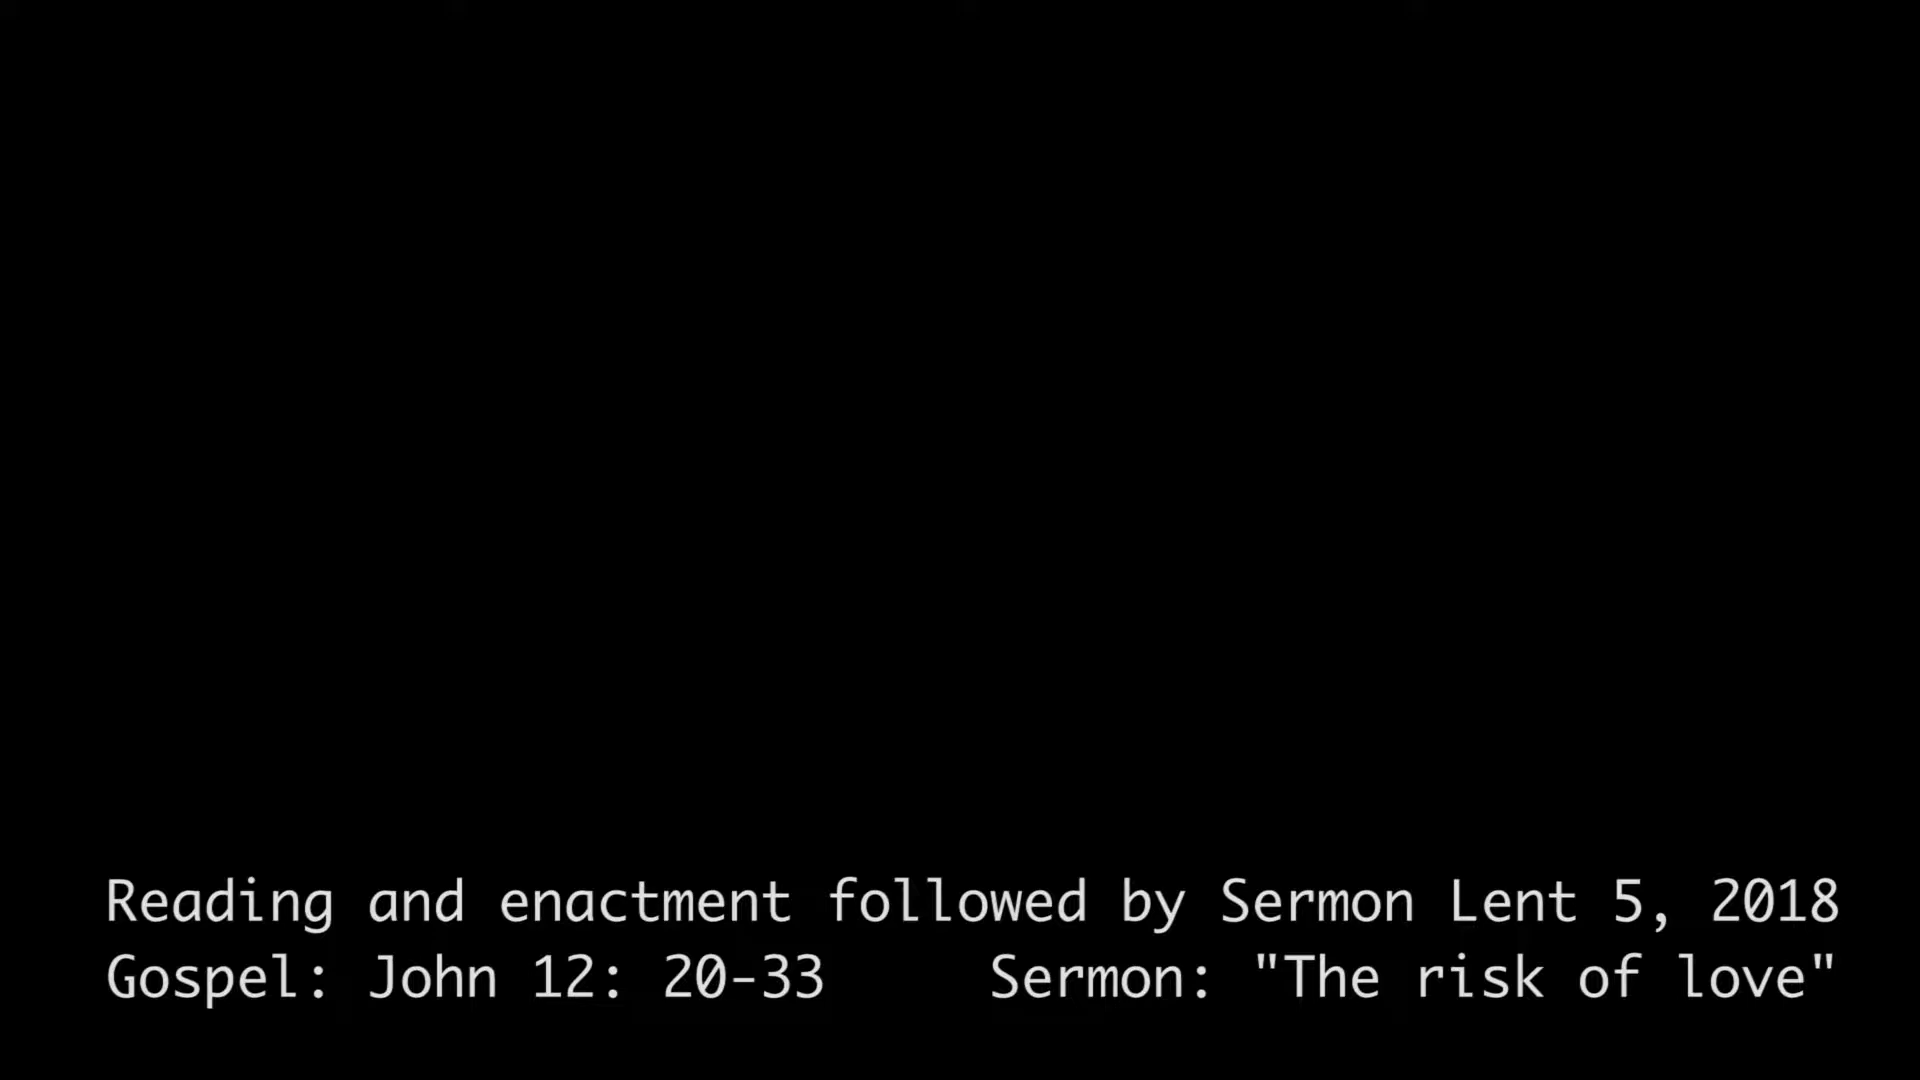 Reading and enactment followed by Sermon Lent 5, 2018
Gospel: John 12: 20-33     Sermon: "The risk of love"